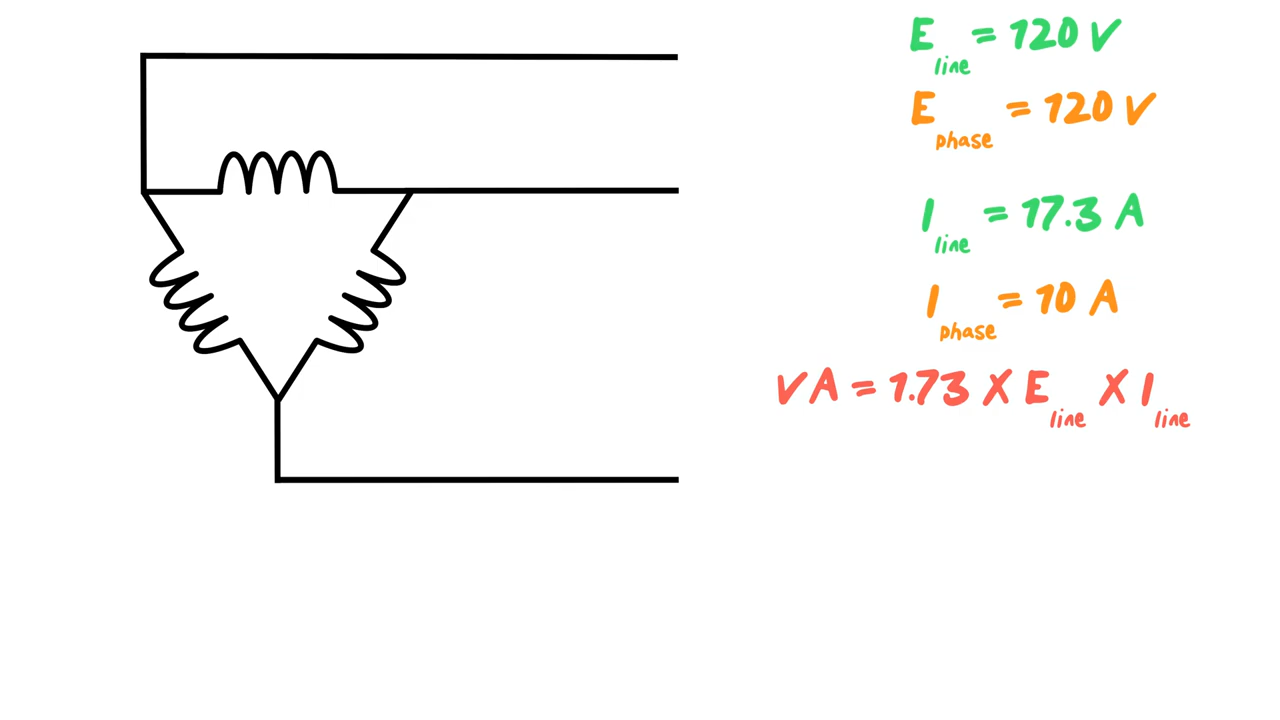 E line = 120 V
E phase = 120 V
I line = 17.3 A
I phase = 10 A
VA = 1.73 X E line X I line